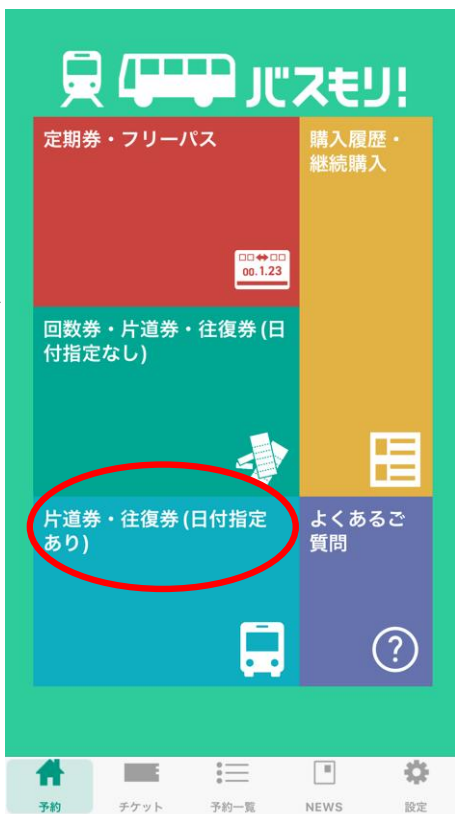 バスもり!
定期券・フリーパス
購入履歴・
継続購入
00.1.23
回数券・片道券・往復券(日
付指定なし)
片道券・往復券(日付指定
あり)
よくあるご
質問
?
予約
チケット
予約一覧
NEWS
設定